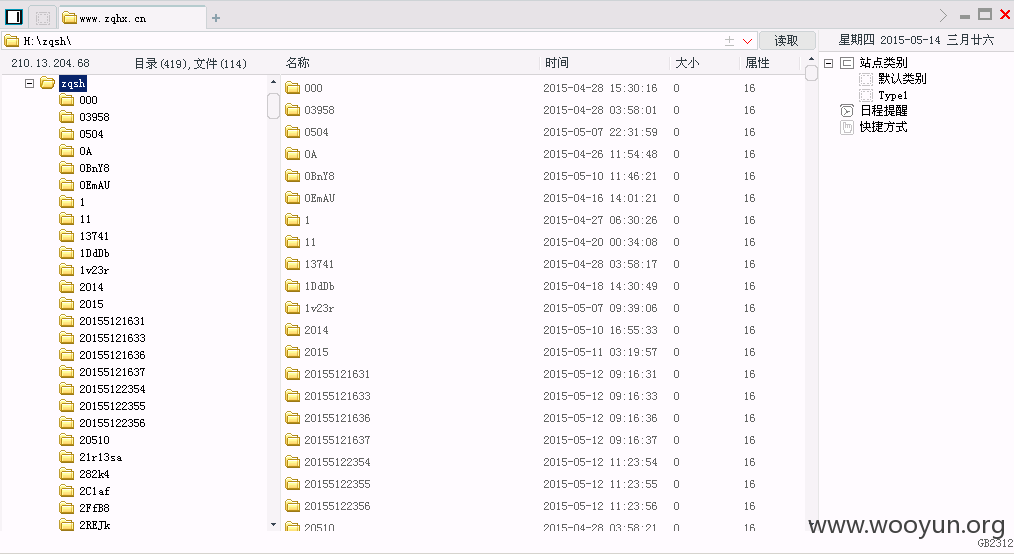 www.zqhx.cn
H:\zqsh\
读取
星期四 2015-05-14 三月廿六
210.13.204.68 目录(419),文件(114)
名称 时间 大小 属性
zqsh
000
03958
0504
0A
0BnY8
0EmAU
1
11
13741
1DdDb
1v23r
2014
2015
20155121631
20155121633
20155121636
20155121637
20155122354
20155122355
20155122356
20510
21r13sa
282k4
2C1af
2FfB8
2REJk
000 2015-04-28 15:30:16 0 16
03958 2015-04-28 03:58:01 0 16
0504 2015-05-07 22:31:59 0 16
0A 2015-04-26 11:54:48 0 16
0BnY8 2015-05-10 11:46:21 0 16
0EmAU 2015-04-16 14:01:21 0 16
1 2015-04-27 06:30:26 0 16
11 2015-04-20 00:34:08 0 16
13741 2015-04-28 03:58:17 0 16
1DdDb 2015-04-18 14:30:49 0 16
1v23r 2015-05-07 09:39:06 0 16
2014 2015-05-10 16:55:33 0 16
2015 2015-05-11 03:19:57 0 16
20155121631 2015-05-12 09:16:31 0 16
20155121633 2015-05-12 09:16:33 0 16
20155121636 2015-05-12 09:16:36 0 16
20155121637 2015-05-12 09:16:37 0 16
20155122354 2015-05-12 11:23:54 0 16
20155122355 2015-05-12 11:23:55 0 16
20155122356 2015-05-12 11:23:56 0 16
20510 2015-04-28 03:58:21 0 16
站点类别
默认类别
Type1
日程提醒
快捷方式
www.wooyun.org
GB2312